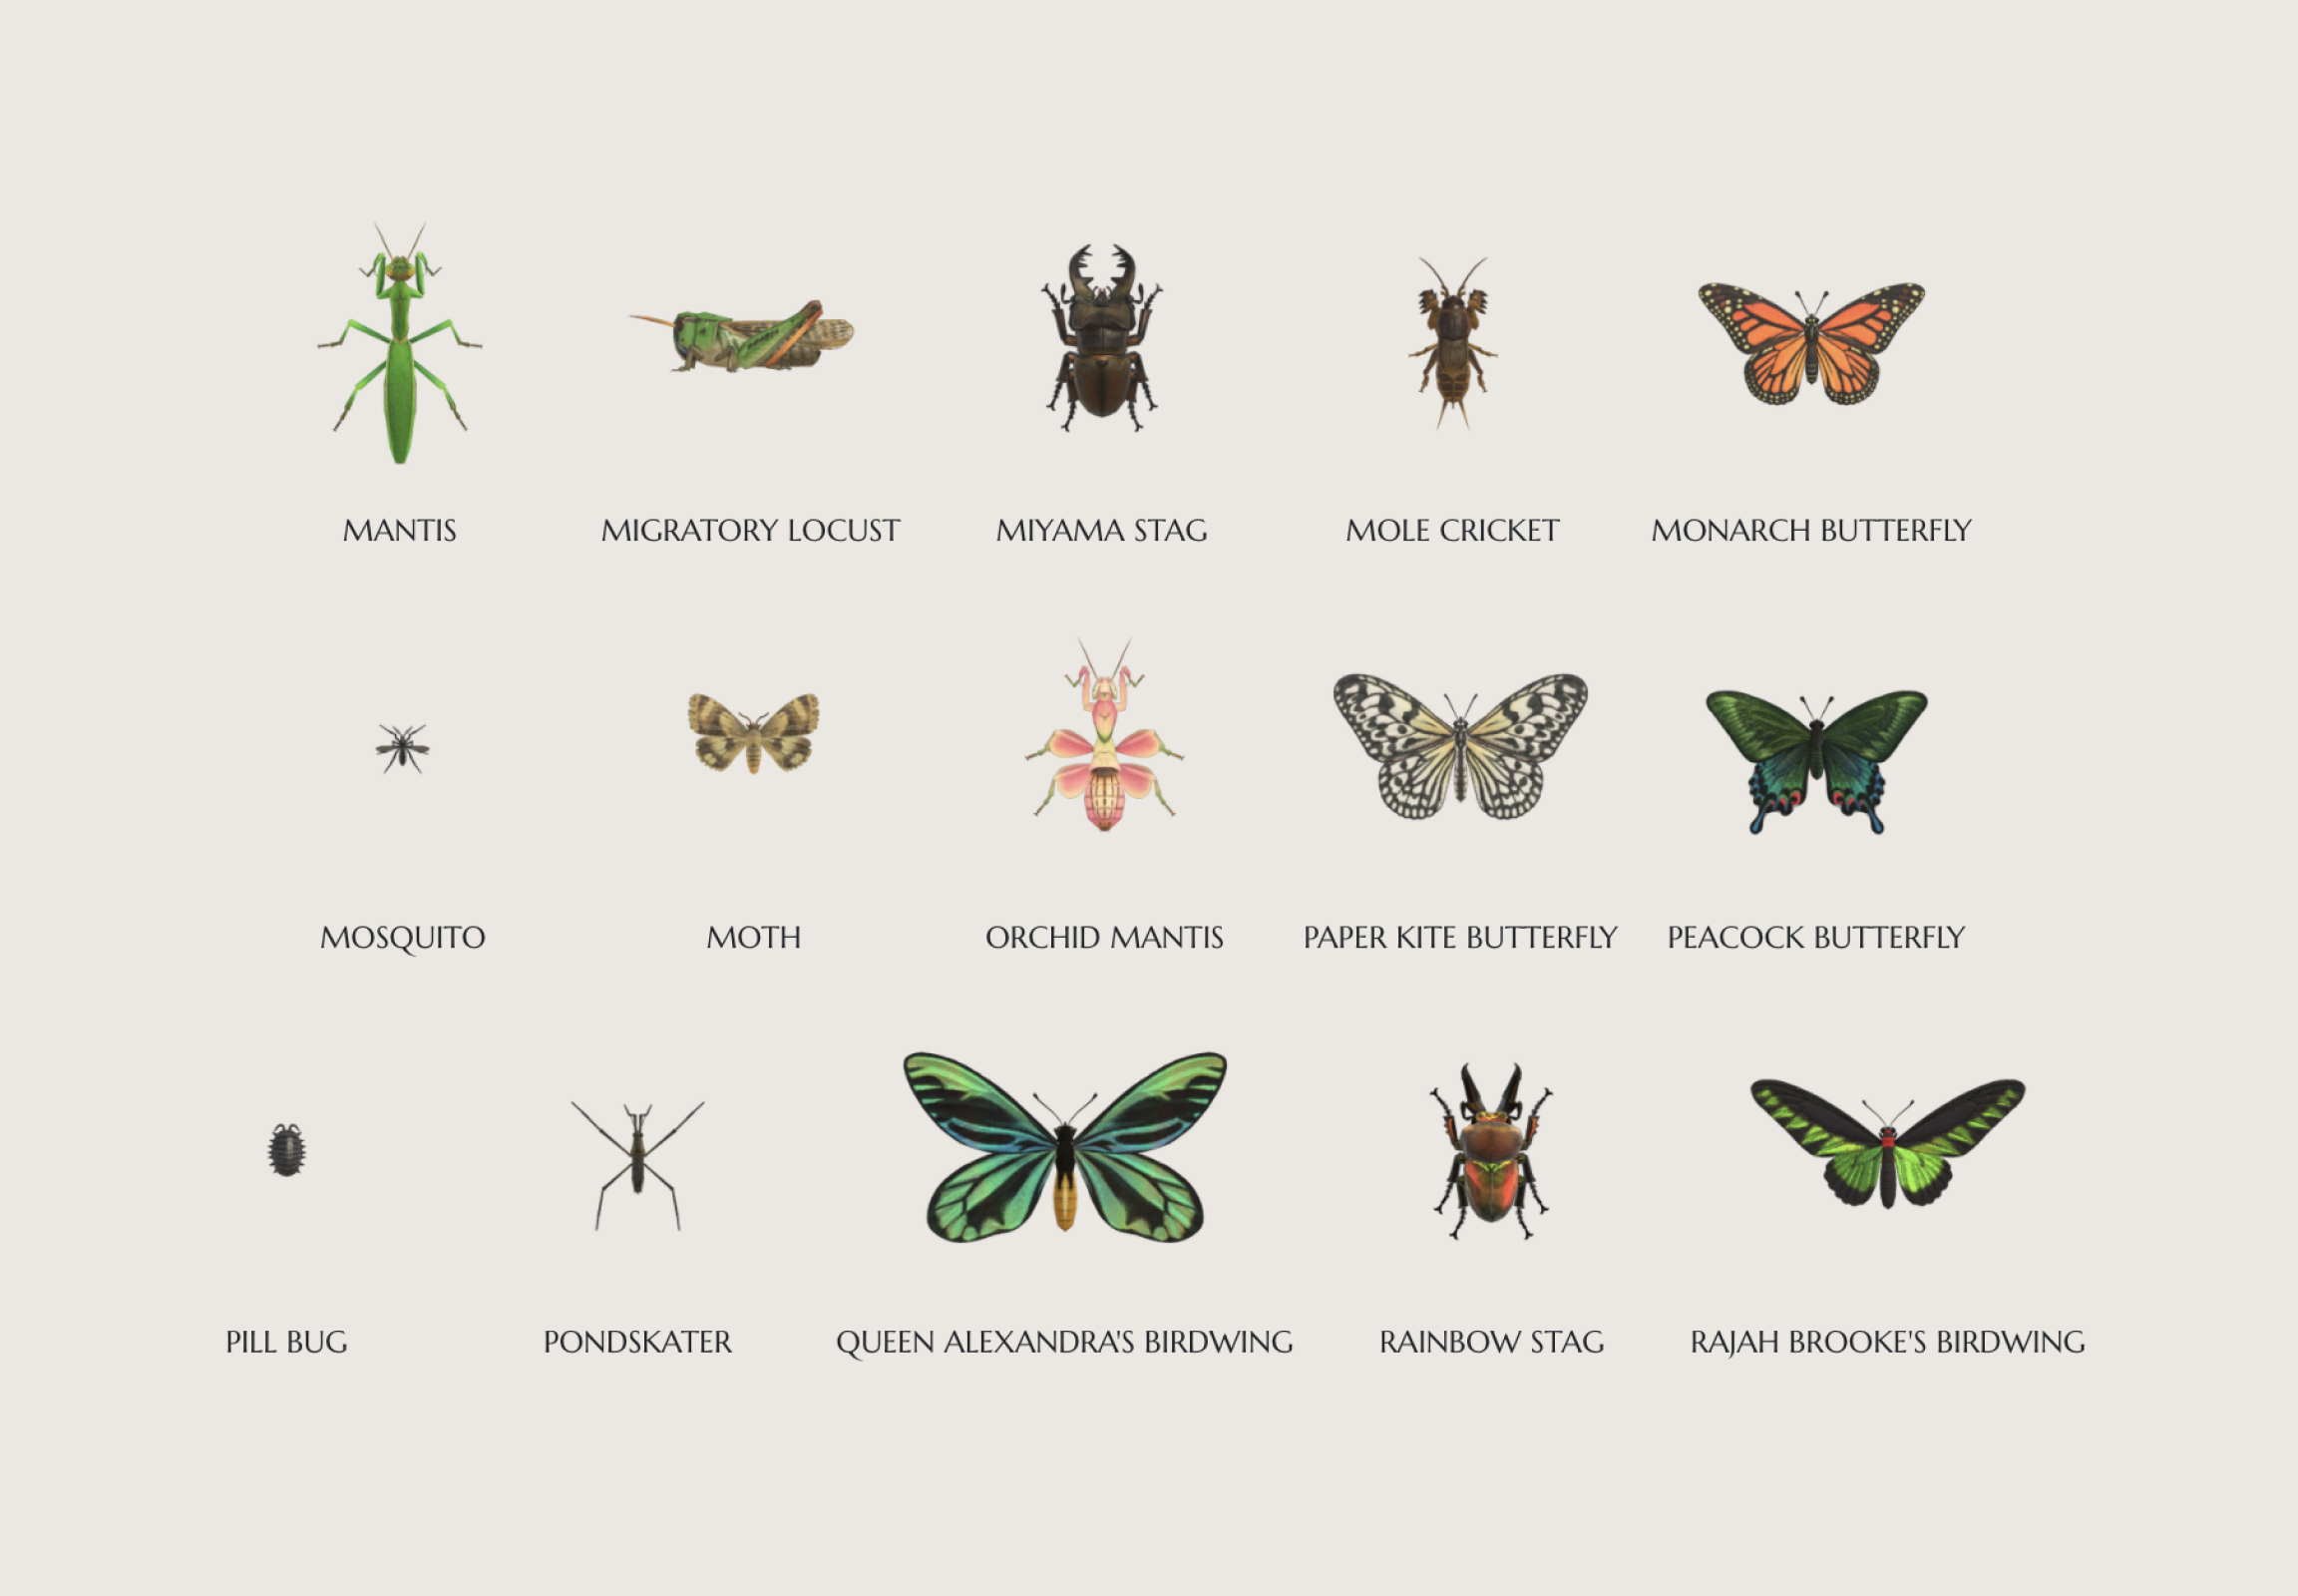 MANTIS
MIGRATORY LOCUST
MIYAMA STAG
MOLE CRICKET
MONARCH BUTTERFLY
MOSQUITO
MOTH
ORCHID MANTIS
PAPER KITE BUTTERFLY
PEACOCK BUTTERFLY
PILL BUG
PONDSKATER
QUEEN ALEXANDRA'S BIRDWING
RAINBOW STAG
RAJAH BROOKE'S BIRDWING